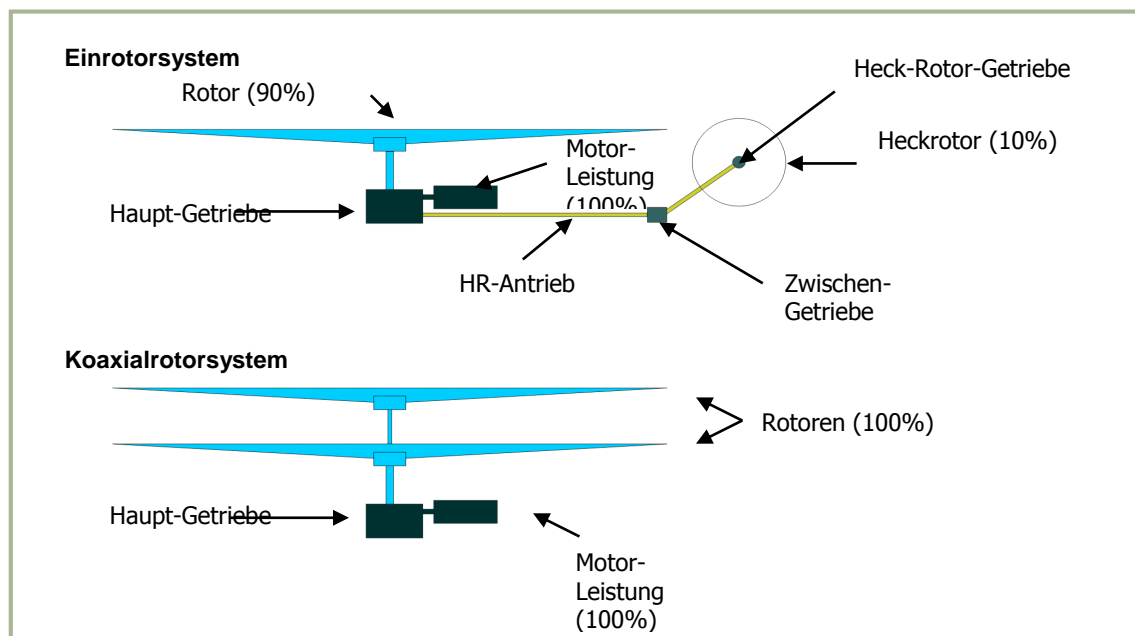 Einrotorsystem
Rotor (90%)
Heck-Rotor-Getriebe
Motor-
Leistung
(100%)
Heckrotor (10%)
Haupt-Getriebe
HR-Antrieb
Zwischen-
Getriebe
Koaxialrotorsystem
Rotoren (100%)
Haupt-Getriebe
Motor-
Leistung
(100%)